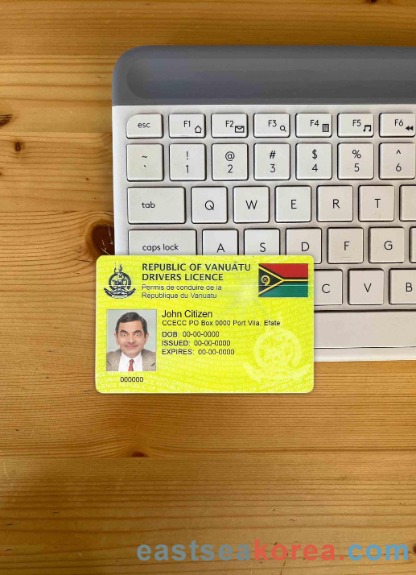 esc F1 F2 F3 F4 F5 F6
~ ! @ # $ % ^
` 1 2 3 4 5 6
tab Q W E R T
caps lock A S D F G
C V B
REPUBLIC OF VANUATU
DRIVERS LICENCE
Permis de conduire de la
République du Vanuatu
John Citizen
CCECC PO Box 0000 Port Vila. Efate
DOB: 00-00-0000
ISSUED: 00-00-0000
EXPIRES: 00-00-0000
000000
eastseakorea.com